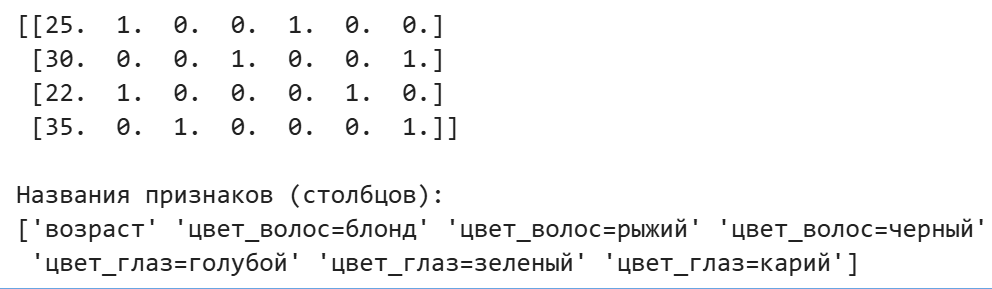 [[25. 1. 0. 0. 1. 0. 0.]
[30. 0. 0. 1. 0. 0. 1.]
[22. 1. 0. 0. 0. 1. 0.]
[35. 0. 1. 0. 0. 0. 1.]]
Названия признаков (столбцов):
['возраст' 'цвет_волос=блонд' 'цвет_волос=рыжий' 'цвет_волос=черный'
'цвет_глаз=голубой' 'цвет_глаз=зеленый' 'цвет_глаз=карий']